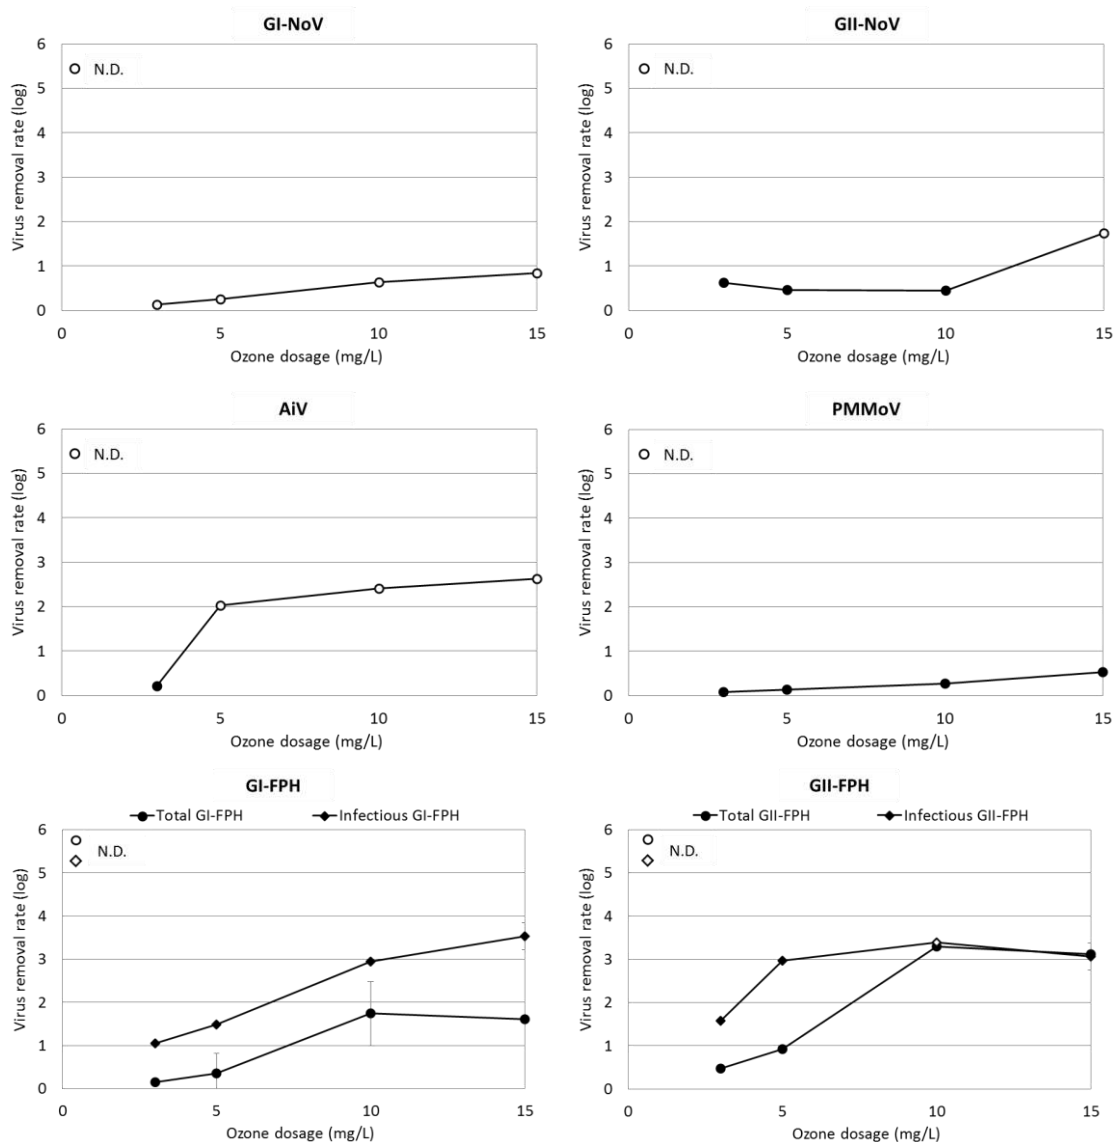 GI-NoV
6
5
4
3
2
1
0
Virus removal rate (log)
N.D.
0 5 10 15
Ozone dosage (mg/L)
GII-NoV
6
5
4
3
2
1
0
Virus removal rate (log)
N.D.
0 5 10 15
Ozone dosage (mg/L)
AiV
6
5
4
3
2
1
0
Virus removal rate (log)
N.D.
0 5 10 15
Ozone dosage (mg/L)
PMMoV
6
5
4
3
2
1
0
Virus removal rate (log)
N.D.
0 5 10 15
Ozone dosage (mg/L)
GI-FPH
Total GI-FPH Infectious GI-FPH
6
5
4
3
2
1
0
Virus removal rate (log)
N.D.
0 5 10 15
Ozone dosage (mg/L)
GII-FPH
Total GII-FPH Infectious GII-FPH
6
5
4
3
2
1
0
Virus removal rate (log)
N.D.
0 5 10 15
Ozone dosage (mg/L)